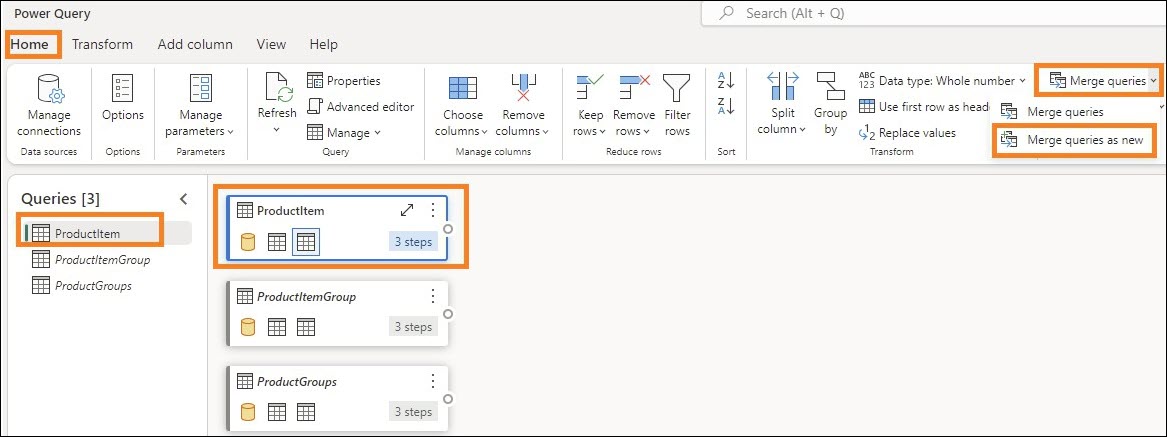 Power Query
Search (Alt + Q)
Home Transform Add column View Help
Manage connections
Data sources
Options
Options
Manage parameters
Parameters
Refresh
Properties
Advanced editor
Manage
Query
Choose columns
Remove columns
Manage columns
Keep rows
Remove rows
Filter rows
Reduce rows
A
Z
Z
A
Sort
Split column
Group by
ABC
123
Data type: Whole number
Use first row as heade
1
2
Replace values
Transform
Merge queries
Merge queries
Merge queries as new
Queries [3]
ProductItem
ProductItemGroup
ProductGroups
ProductItem
3 steps
ProductItemGroup
3 steps
ProductGroups
3 steps